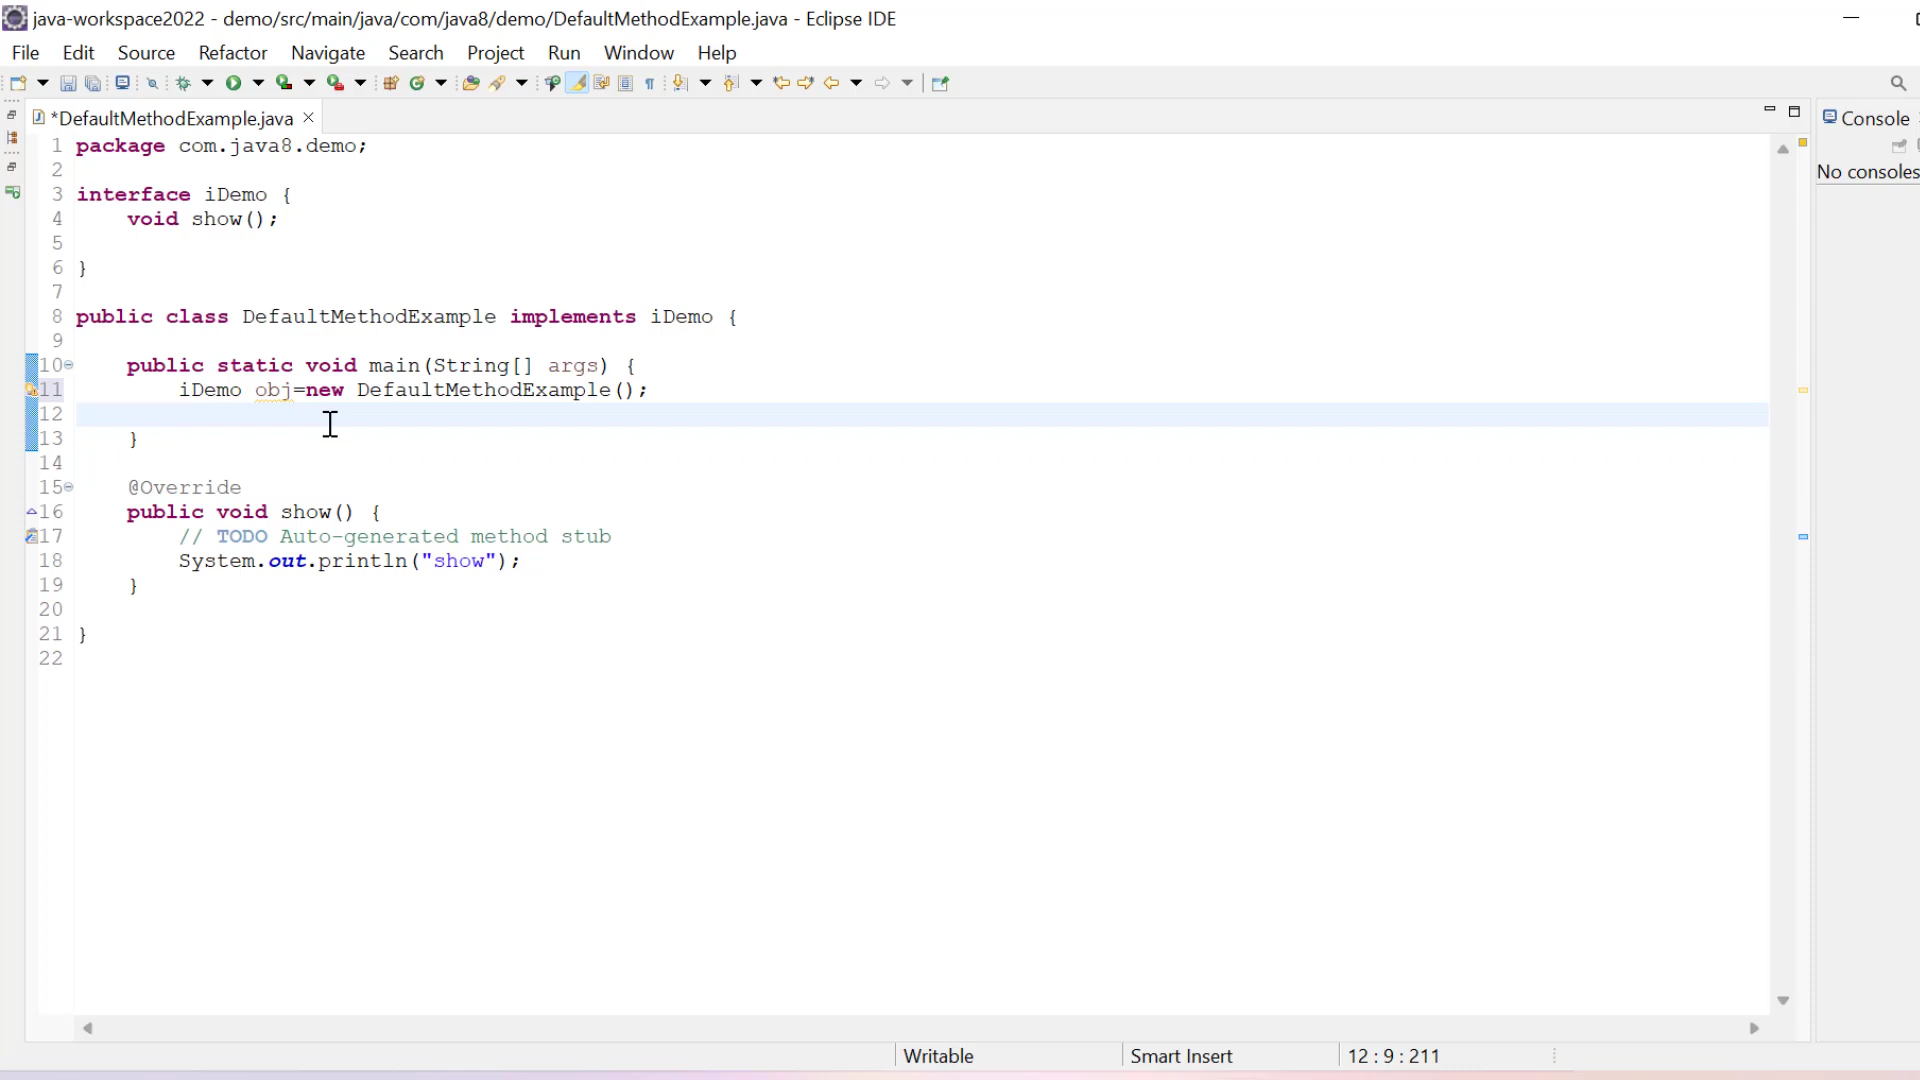 java-workspace2022 - demo/src/main/java/com/java8/demo/DefaultMethodExample.java - Eclipse IDE
File Edit Source Refactor Navigate Search Project Run Window Help
*DefaultMethodExample.java
Console
No consoles
1 package com.java8.demo;
2
3 interface iDemo {
4 void show();
5
6 }
7
8 public class DefaultMethodExample implements iDemo {
9
10 public static void main(String[] args) {
11 iDemo obj=new DefaultMethodExample();
12
13 }
14
15 @Override
16 public void show() {
17 // TODO Auto-generated method stub
18 System.out.println("show");
19 }
20
21 }
22
Writable Smart Insert 12 : 9 : 211